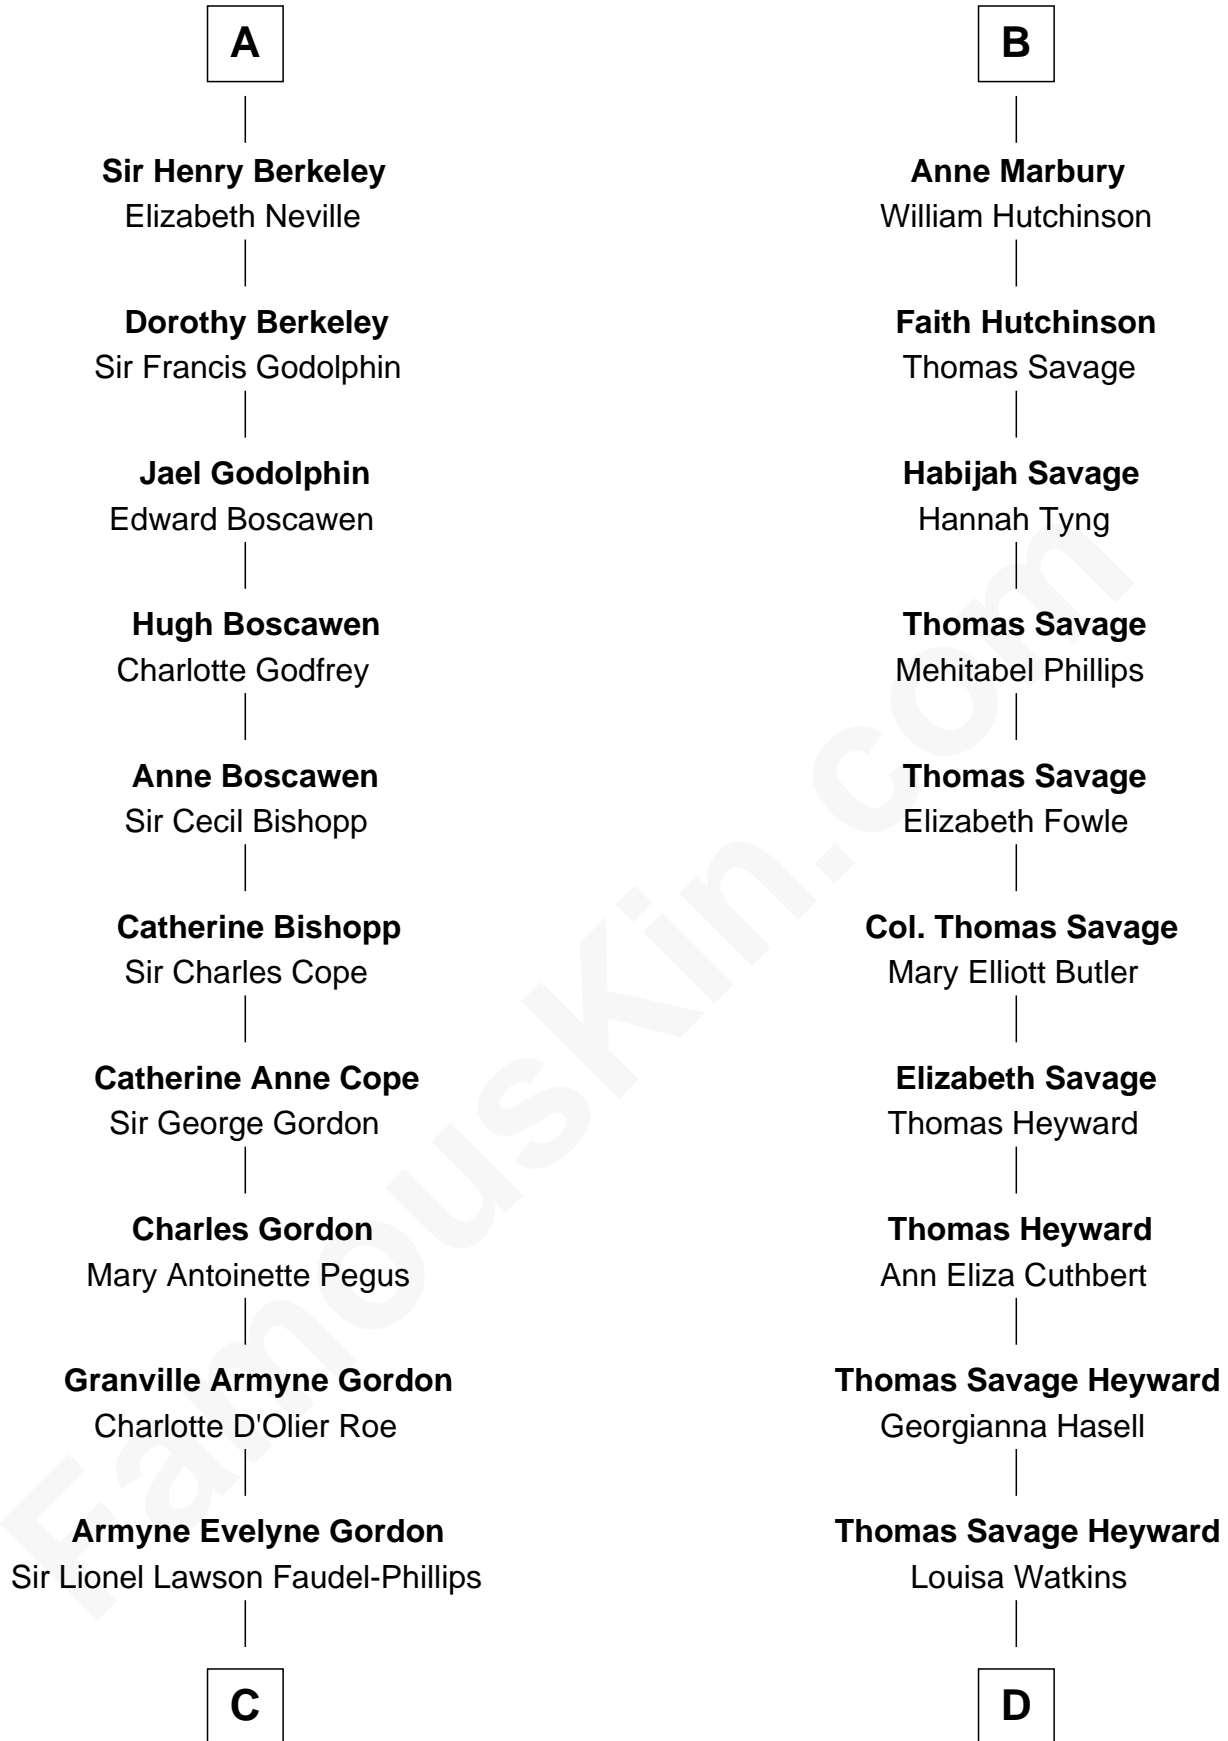 A
Sir Henry Berkeley
Elizabeth Neville
Dorothy Berkeley
Sir Francis Godolphin
Jael Godolphin
Edward Boscawen
Hugh Boscawen
Charlotte Godfrey
Anne Boscawen
Sir Cecil Bishopp
Catherine Bishopp
Sir Charles Cope
Catherine Anne Cope
Sir George Gordon
Charles Gordon
Mary Antoinette Pegus
Granville Armyne Gordon
Charlotte D'Olier Roe
Armyne Evelyne Gordon
Sir Lionel Lawson Faudel-Phillips
C
B
Anne Marbury
William Hutchinson
Faith Hutchinson
Thomas Savage
Habijah Savage
Hannah Tyng
Thomas Savage
Mehitabel Phillips
Thomas Savage
Elizabeth Fowle
Col. Thomas Savage
Mary Elliott Butler
Elizabeth Savage
Thomas Heyward
Thomas Heyward
Ann Eliza Cuthbert
Thomas Savage Heyward
Georgianna Hasell
Thomas Savage Heyward
Louisa Watkins
D
FamousKin.com